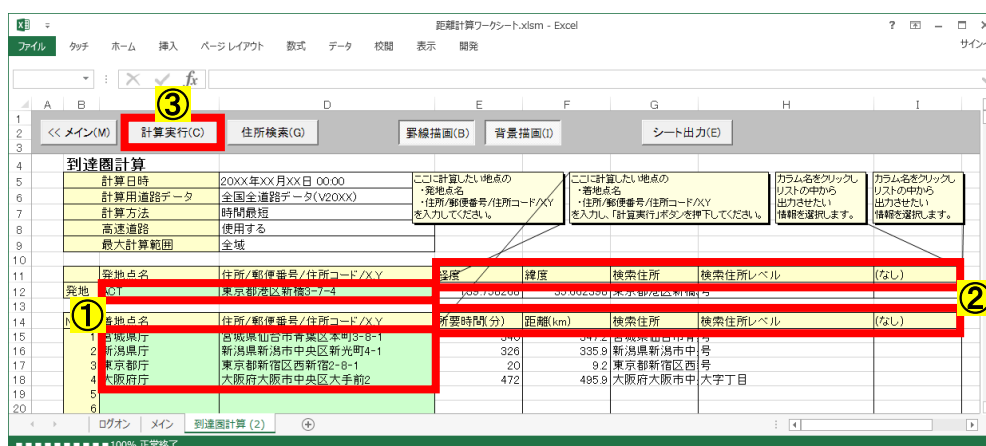 距離計算ワークシート.xlsm - Excel
ファイル タッチ ホーム 挿入 ページ レイアウト 数式 データ 校閲 表示 開発 サインイ
fx
③
A B D E F G H I
1
2 << メイン(M) 計算実行(C) 住所検索(G) 罫線描画(B) 背景描画(I) シート出力(E)
3
4 到達圏計算
5 計算日時 20XX年XX月XX日 00:00
6 計算用道路データ 全国全道路データ(V20XX)
7 計算方法 時間最短
8 高速道路 使用する
9 最大計算範囲 全域
ここに計算したい地点の
・発地点名
・住所/郵便番号/住所コード/XY
を入力してください。
ここに計算したい地点の
・着地点名
・住所/郵便番号/住所コード/XY
を入力し、「計算実行」ボタンを押下してください。
カラム名をクリックし
リストの中から
出力させたい
情報を選択します。
カラム名をクリックし
リストの中から
出力させたい
情報を選択します。
10
11 発地点名 住所/郵便番号/住所コード/X,Y 経度 緯度 検索住所 検索住所レベル (なし)
12 発地 ACT 東京都港区新橋3-7-4
②
13
①
14 着地点名 住所/郵便番号/住所コード/X,Y 所要時間(分) 距離(km) 検索住所 検索住所レベル (なし)
15 1 宮城県庁 宮城県仙台市青葉区本町3-8-1
16 2 新潟県庁 新潟県新潟市中央区新光町4-1 326 335.9 新潟県新潟市中 号
17 3 東京都庁 東京都新宿区西新宿2-8-1 20 9.2 東京都新宿区西 号
18 4 大阪府庁 大阪府大阪市中央区大手前2 472 495.9 大阪府大阪市中 大字丁目
19 5
20 6
ログオン メイン 到達圏計算 (2)
100% 正常終了